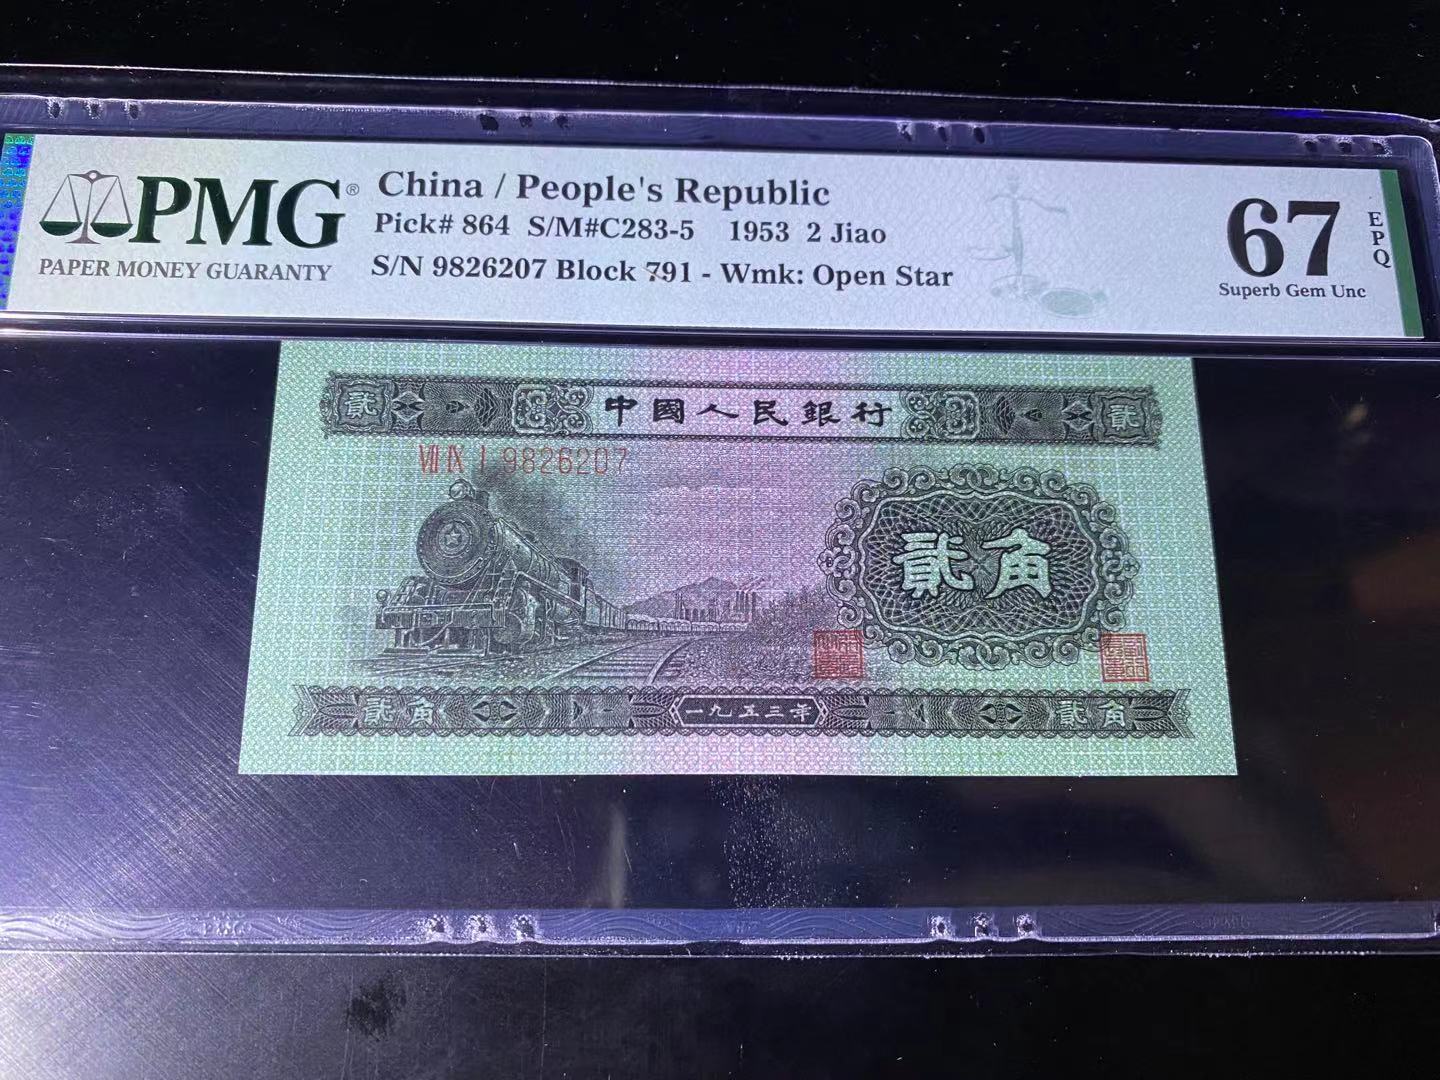 PMG®
PAPER MONEY GUARANTY
China / People's Republic
Pick# 864 S/M#C283-5 1953 2 Jiao
S/N 9826207 Block 791 - Wmk: Open Star
67
EPQ
Superb Gem Unc
貳 中國人民銀行 貳
VII IX I 9826207
貳角
貳角 一九五三年 貳角